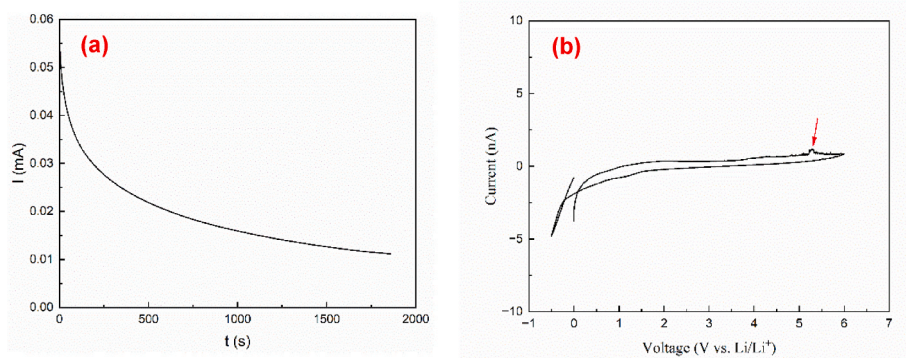 (a)
0.06
0.05
0.04
0.03
0.02
0.01
0.00
I (mA)
0 500 1000 1500 2000
t (s)
(b)
10
5
0
−5
−10
Current (nA)
−1 0 1 2 3 4 5 6 7
Voltage (V vs. Li/Li⁺)